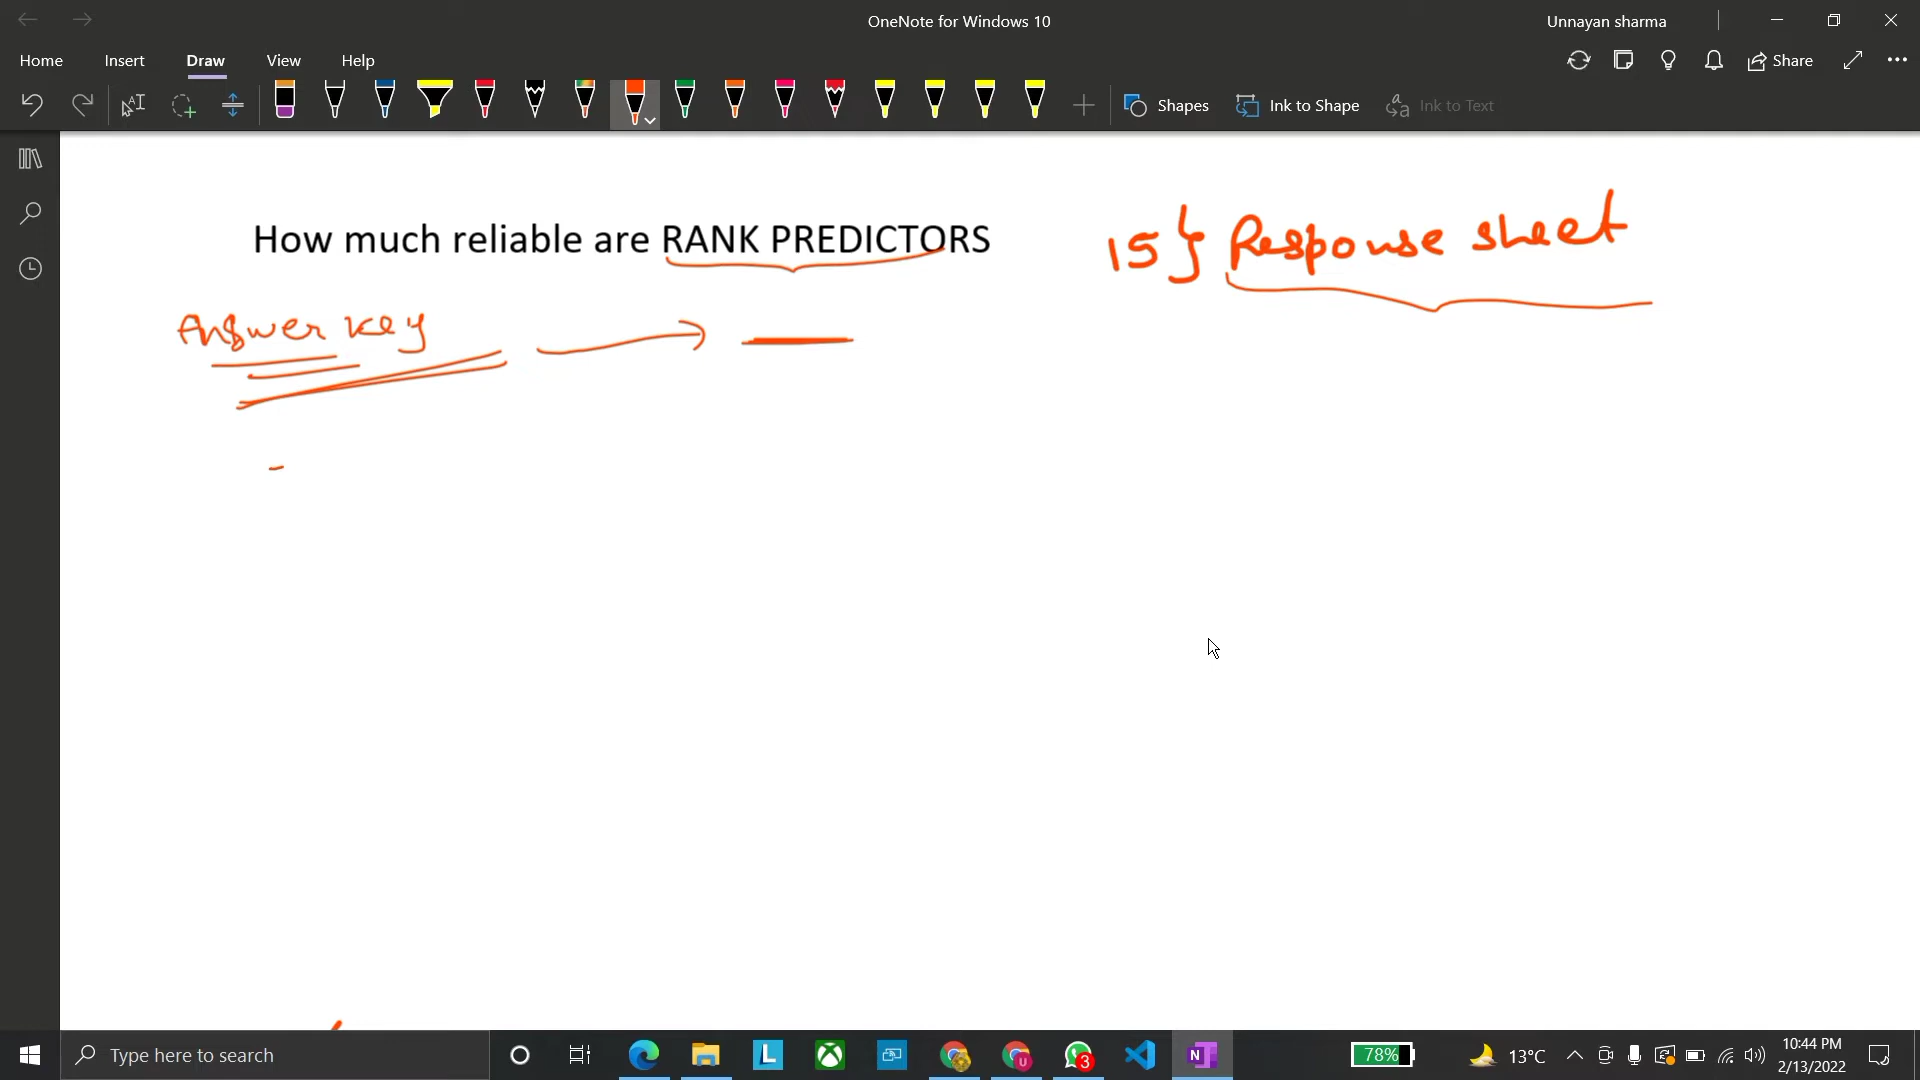 OneNote for Windows 10
Unnayan sharma
Home Insert Draw View Help
Share
Shapes Ink to Shape Ink to Text
How much reliable are RANK PREDICTORS
15} Response sheet
Answer key
Type here to search
78%
13°C
10:44 PM
2/13/2022
3